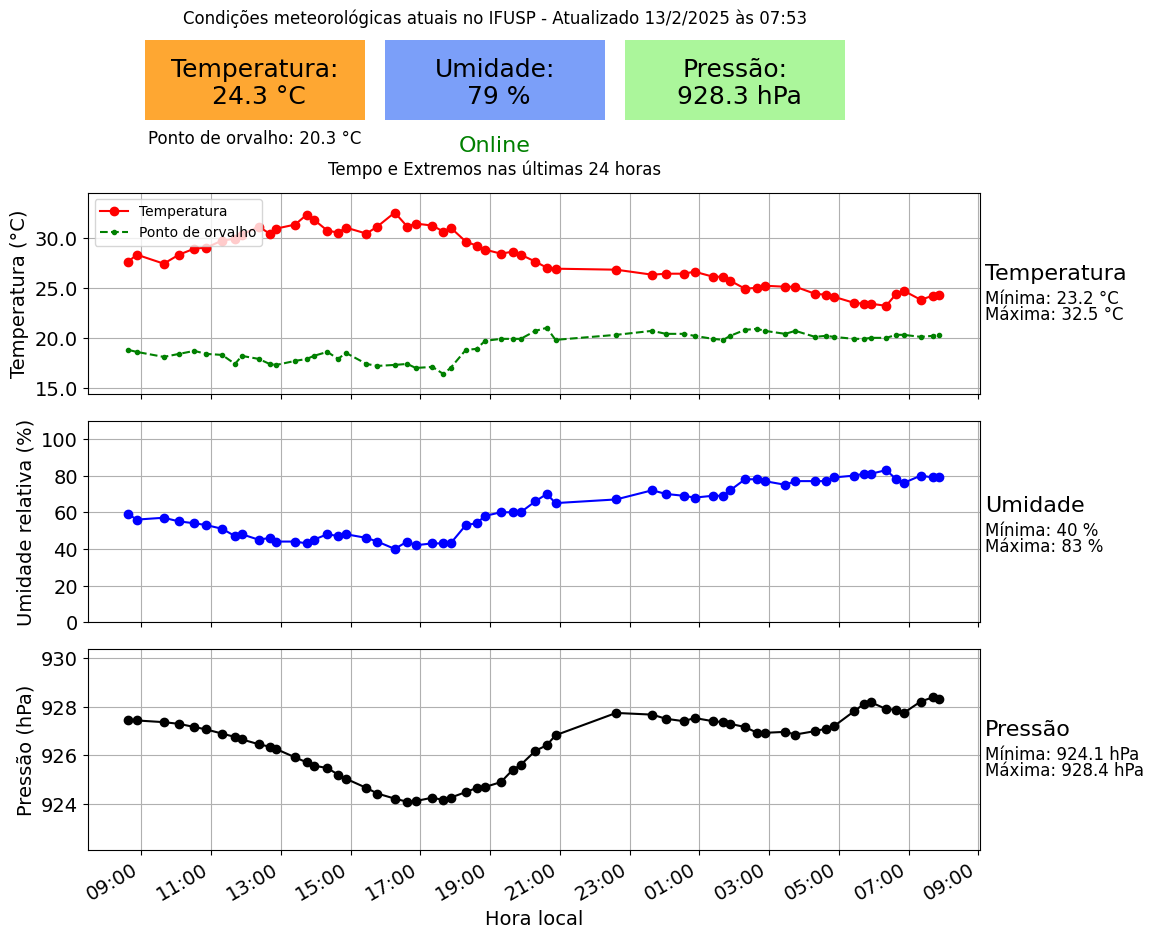 Condições meteorológicas atuais no IFUSP - Atualizado 13/2/2025 às 07:53
Temperatura:
24.3 °C
Umidade:
79 %
Pressão:
928.3 hPa
Ponto de orvalho: 20.3 °C
Online
Tempo e Extremos nas últimas 24 horas
Temperatura (°C)
30.0
25.0
20.0
15.0
Temperatura
Ponto de orvalho
Temperatura
Mínima: 23.2 °C
Máxima: 32.5 °C
Umidade relativa (%)
100
80
60
40
20
0
Umidade
Mínima: 40 %
Máxima: 83 %
Pressão (hPa)
930
928
926
924
Pressão
Mínima: 924.1 hPa
Máxima: 928.4 hPa
09:00 11:00 13:00 15:00 17:00 19:00 21:00 23:00 01:00 03:00 05:00 07:00 09:00
Hora local